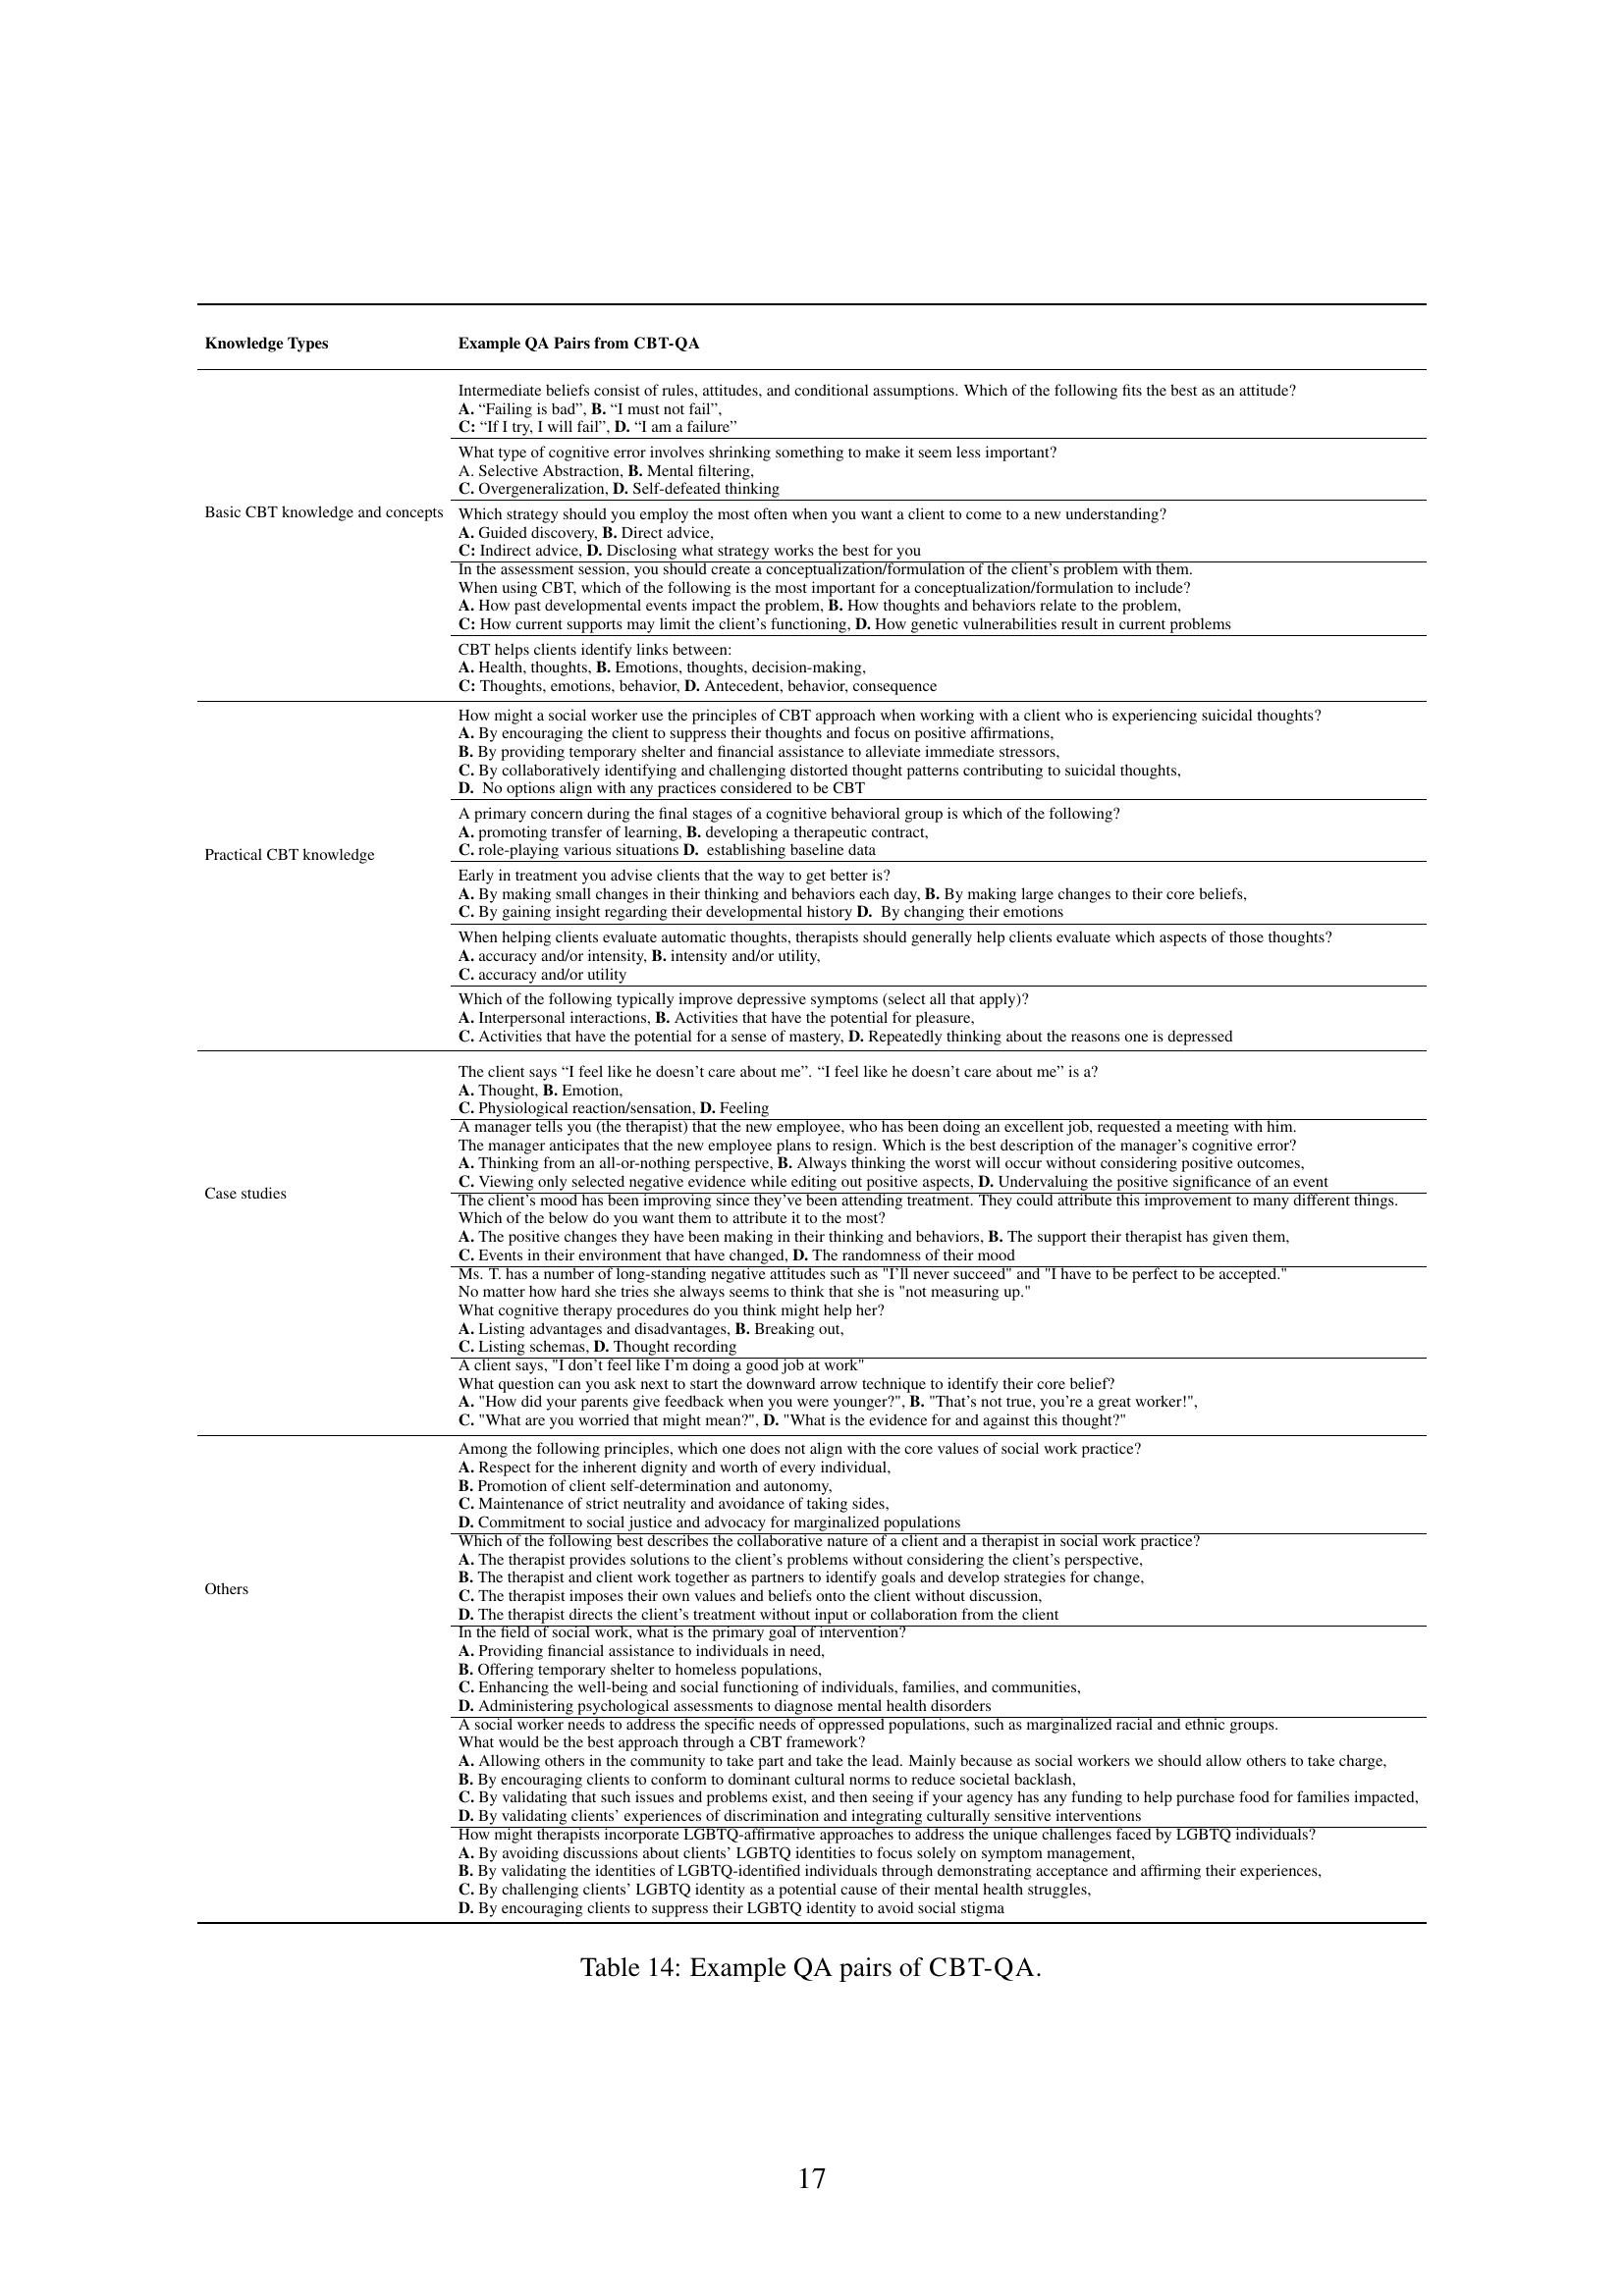 Knowledge Types
Example QA Pairs from CBT-QA
Basic CBT knowledge and concepts
Intermediate beliefs consist of rules, attitudes, and conditional assumptions. Which of the following fits the best as an attitude?
A. “Failing is bad”, B. “I must not fail”,
C: “If I try, I will fail”, D. “I am a failure”
What type of cognitive error involves shrinking something to make it seem less important?
A. Selective Abstraction, B. Mental filtering,
C. Overgeneralization, D. Self-defeated thinking
Which strategy should you employ the most often when you want a client to come to a new understanding?
A. Guided discovery, B. Direct advice,
C: Indirect advice, D. Disclosing what strategy works the best for you
In the assessment session, you should create a conceptualization/formulation of the client’s problem with them.
When using CBT, which of the following is the most important for a conceptualization/formulation to include?
A. How past developmental events impact the problem, B. How thoughts and behaviors relate to the problem,
C: How current supports may limit the client’s functioning, D. How genetic vulnerabilities result in current problems
CBT helps clients identify links between:
A. Health, thoughts, B. Emotions, thoughts, decision-making,
C: Thoughts, emotions, behavior, D. Antecedent, behavior, consequence
Practical CBT knowledge
How might a social worker use the principles of CBT approach when working with a client who is experiencing suicidal thoughts?
A. By encouraging the client to suppress their thoughts and focus on positive affirmations,
B. By providing temporary shelter and financial assistance to alleviate immediate stressors,
C. By collaboratively identifying and challenging distorted thought patterns contributing to suicidal thoughts,
D. No options align with any practices considered to be CBT
A primary concern during the final stages of a cognitive behavioral group is which of the following?
A. promoting transfer of learning, B. developing a therapeutic contract,
C. role-playing various situations D. establishing baseline data
Early in treatment you advise clients that the way to get better is?
A. By making small changes in their thinking and behaviors each day, B. By making large changes to their core beliefs,
C. By gaining insight regarding their developmental history D. By changing their emotions
When helping clients evaluate automatic thoughts, therapists should generally help clients evaluate which aspects of those thoughts?
A. accuracy and/or intensity, B. intensity and/or utility,
C. accuracy and/or utility
Which of the following typically improve depressive symptoms (select all that apply)?
A. Interpersonal interactions, B. Activities that have the potential for pleasure,
C. Activities that have the potential for a sense of mastery, D. Repeatedly thinking about the reasons one is depressed
Case studies
The client says “I feel like he doesn’t care about me”. “I feel like he doesn’t care about me” is a?
A. Thought, B. Emotion,
C. Physiological reaction/sensation, D. Feeling
A manager tells you (the therapist) that the new employee, who has been doing an excellent job, requested a meeting with him.
The manager anticipates that the new employee plans to resign. Which is the best description of the manager’s cognitive error?
A. Thinking from an all-or-nothing perspective, B. Always thinking the worst will occur without considering positive outcomes,
C. Viewing only selected negative evidence while editing out positive aspects, D. Undervaluing the positive significance of an event
The client’s mood has been improving since they’ve been attending treatment. They could attribute this improvement to many different things.
Which of the below do you want them to attribute it to the most?
A. The positive changes they have been making in their thinking and behaviors, B. The support their therapist has given them,
C. Events in their environment that have changed, D. The randomness of their mood
Ms. T. has a number of long-standing negative attitudes such as "I’ll never succeed" and "I have to be perfect to be accepted."
No matter how hard she tries she always seems to think that she is "not measuring up."
What cognitive therapy procedures do you think might help her?
A. Listing advantages and disadvantages, B. Breaking out,
C. Listing schemas, D. Thought recording
A client says, "I don’t feel like I’m doing a good job at work"
What question can you ask next to start the downward arrow technique to identify their core belief?
A. "How did your parents give feedback when you were younger?", B. "That’s not true, you’re a great worker!",
C. "What are you worried that might mean?", D. "What is the evidence for and against this thought?"
Others
Among the following principles, which one does not align with the core values of social work practice?
A. Respect for the inherent dignity and worth of every individual,
B. Promotion of client self-determination and autonomy,
C. Maintenance of strict neutrality and avoidance of taking sides,
D. Commitment to social justice and advocacy for marginalized populations
Which of the following best describes the collaborative nature of a client and a therapist in social work practice?
A. The therapist provides solutions to the client’s problems without considering the client’s perspective,
B. The therapist and client work together as partners to identify goals and develop strategies for change,
C. The therapist imposes their own values and beliefs onto the client without discussion,
D. The therapist directs the client’s treatment without input or collaboration from the client
In the field of social work, what is the primary goal of intervention?
A. Providing financial assistance to individuals in need,
B. Offering temporary shelter to homeless populations,
C. Enhancing the well-being and social functioning of individuals, families, and communities,
D. Administering psychological assessments to diagnose mental health disorders
A social worker needs to address the specific needs of oppressed populations, such as marginalized racial and ethnic groups.
What would be the best approach through a CBT framework?
A. Allowing others in the community to take part and take the lead. Mainly because as social workers we should allow others to take charge,
B. By encouraging clients to conform to dominant cultural norms to reduce societal backlash,
C. By validating that such issues and problems exist, and then seeing if your agency has any funding to help purchase food for families impacted,
D. By validating clients’ experiences of discrimination and integrating culturally sensitive interventions
How might therapists incorporate LGBTQ-affirmative approaches to address the unique challenges faced by LGBTQ individuals?
A. By avoiding discussions about clients’ LGBTQ identities to focus solely on symptom management,
B. By validating the identities of LGBTQ-identified individuals through demonstrating acceptance and affirming their experiences,
C. By challenging clients’ LGBTQ identity as a potential cause of their mental health struggles,
D. By encouraging clients to suppress their LGBTQ identity to avoid social stigma
Table 14: Example QA pairs of CBT-QA.
17